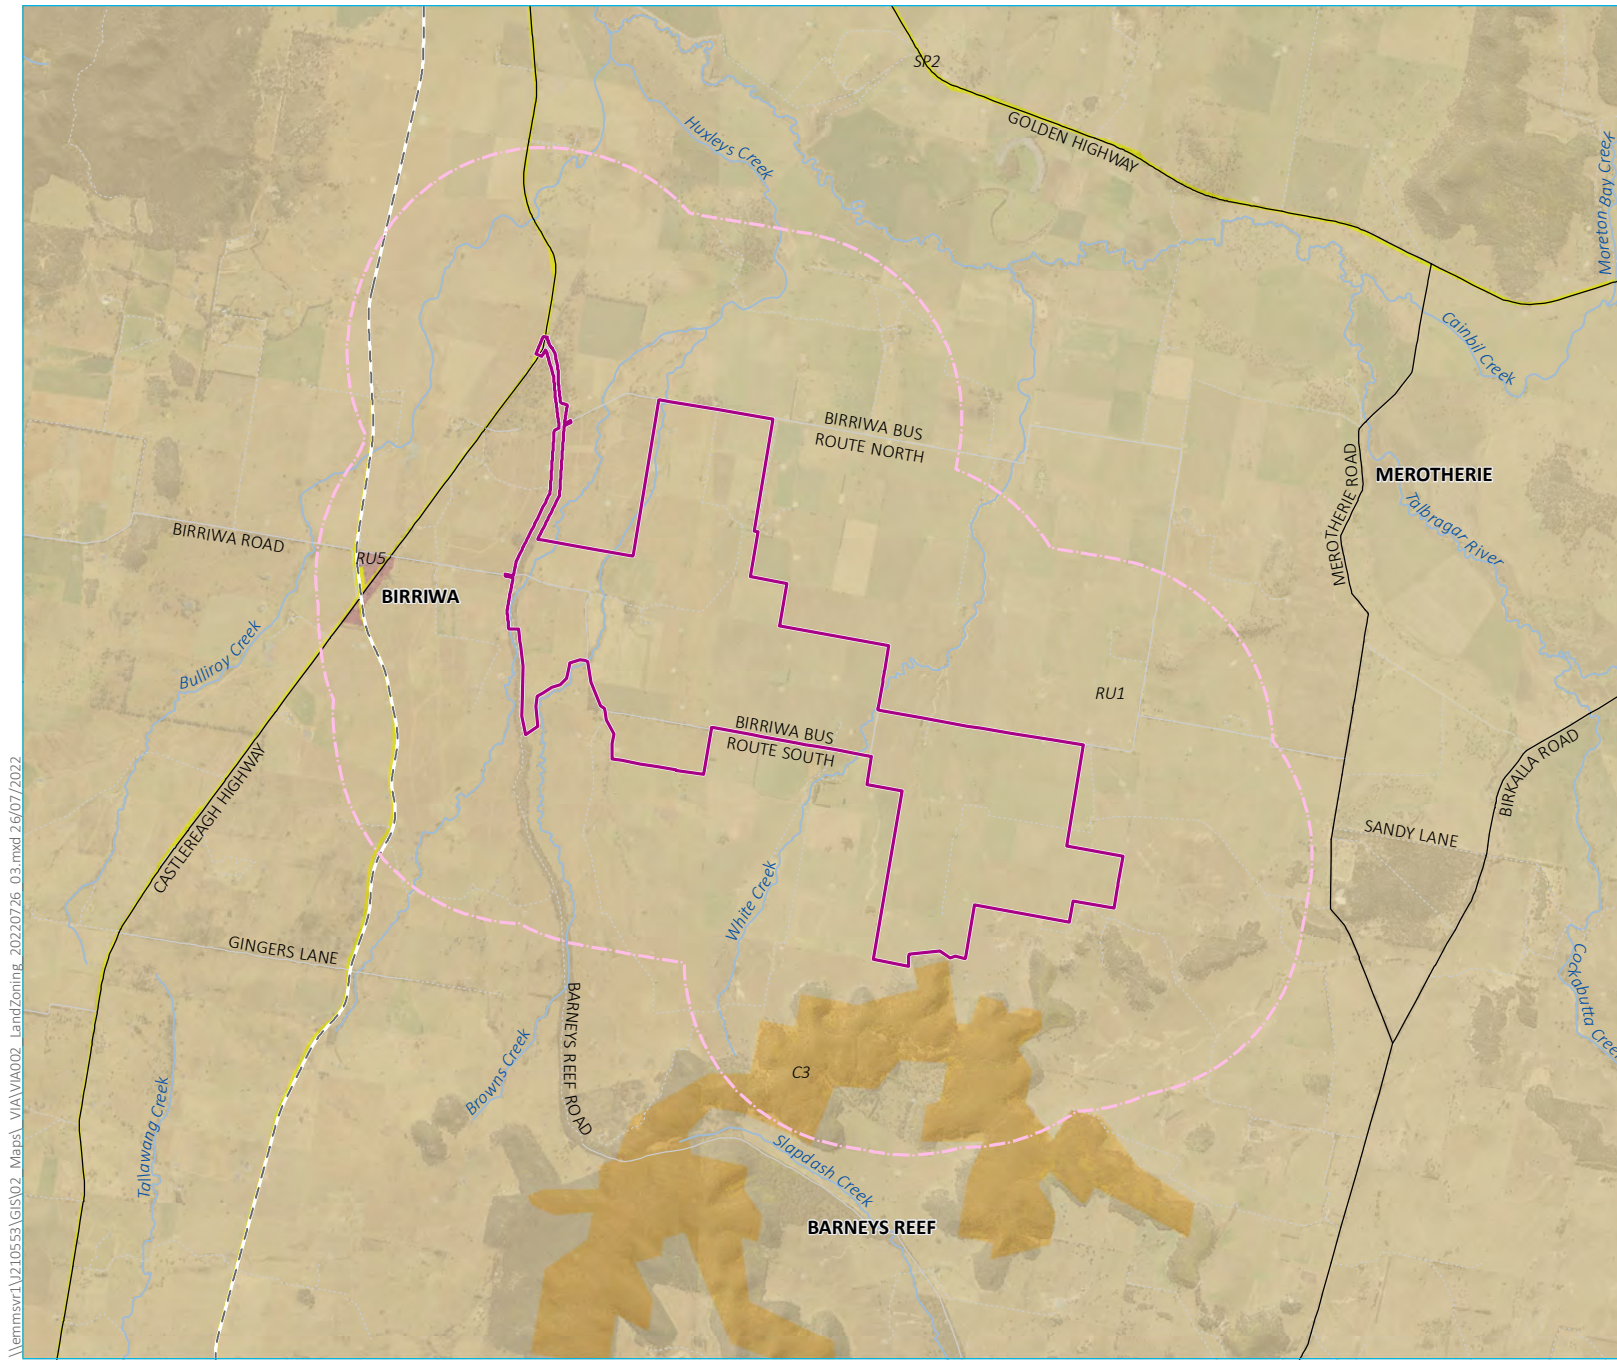 SP2
GOLDEN HIGHWAY
Huxleys Creek
Moreton Bay Creek
Cainbil Creek
BIRRIWA BUS
ROUTE NORTH
MEROTHERIE ROAD
MEROTHERIE
Talbragar River
BIRRIWA ROAD
RU5
BIRRIWA
Bulliroy Creek
RU1
BIRRIWA BUS
ROUTE SOUTH
CASTLEREAGH HIGHWAY
BIRKALLA ROAD
SANDY LANE
White Creek
GINGERS LANE
BARNEYS REEF ROAD
Browns Creek
C3
Cockabutta Creek
Tallawang Creek
Slapdash Creek
BARNEYS REEF
\\emmsvr1\J210553\GIS\02_Maps\_VIA\VIA002_LandZoning_20220726_03.mxd 26/07/2022